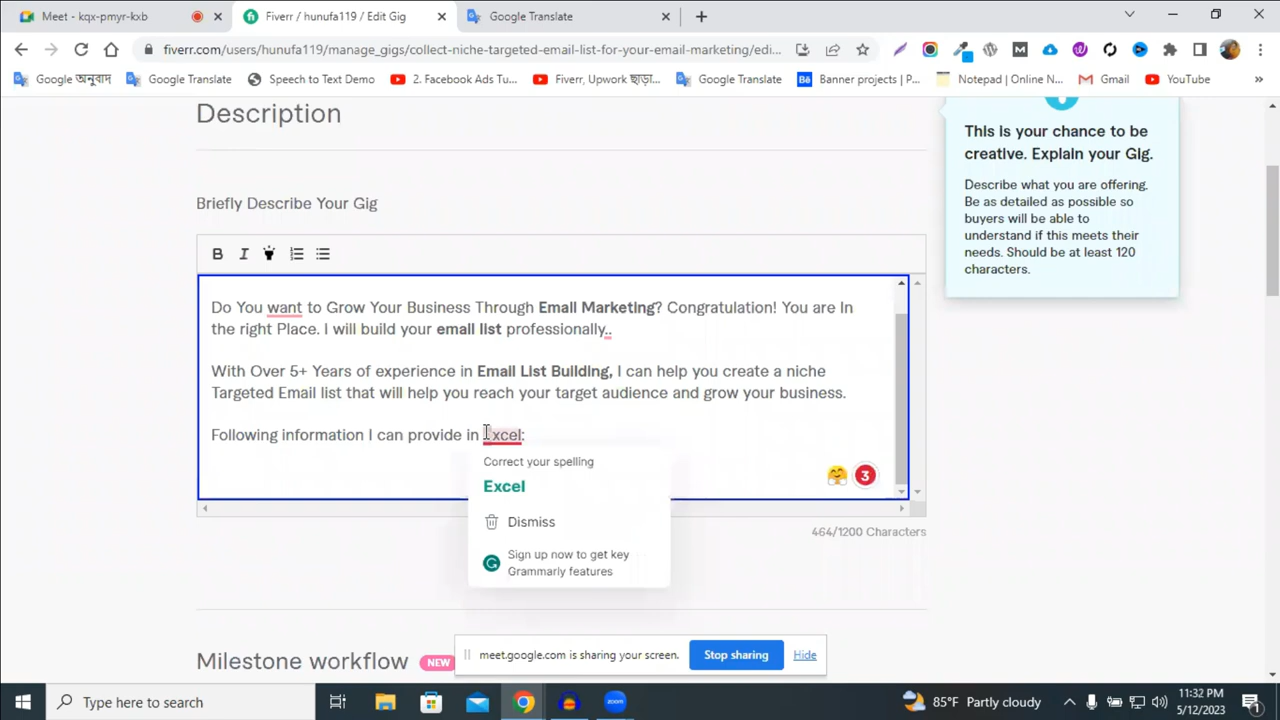 Meet - kqx-pmyr-kxb
Fiverr / hunufa119 / Edit Gig
Google Translate
fiverr.com/users/hunufa119/manage_gigs/collect-niche-targeted-email-list-for-your-email-marketing/edi...
Google অনুবাদ
Google Translate
Speech to Text Demo
2. Facebook Ads Tu...
Fiverr, Upwork ছাড়া...
Google Translate
Banner projects | P...
Notepad | Online N...
Gmail
YouTube
Description
This is your chance to be
creative. Explain your Gig.
Describe what you are offering.
Be as detailed as possible so
buyers will be able to
understand if this meets their
needs. Should be at least 120
characters.
Briefly Describe Your Gig
B I
Do You want to Grow Your Business Through Email Marketing? Congratulation! You are In
the right Place. I will build your email list professionally..
With Over 5+ Years of experience in Email List Building, I can help you create a niche
Targeted Email list that will help you reach your target audience and grow your business.
Following information I can provide in Excel:
Correct your spelling
Excel
Dismiss
Sign up now to get key
Grammarly features
3
464/1200 Characters
Milestone workflow NEW
meet.google.com is sharing your screen. Stop sharing Hide
Type here to search
zoom
85°F Partly cloudy
11:32 PM
5/12/2023
1